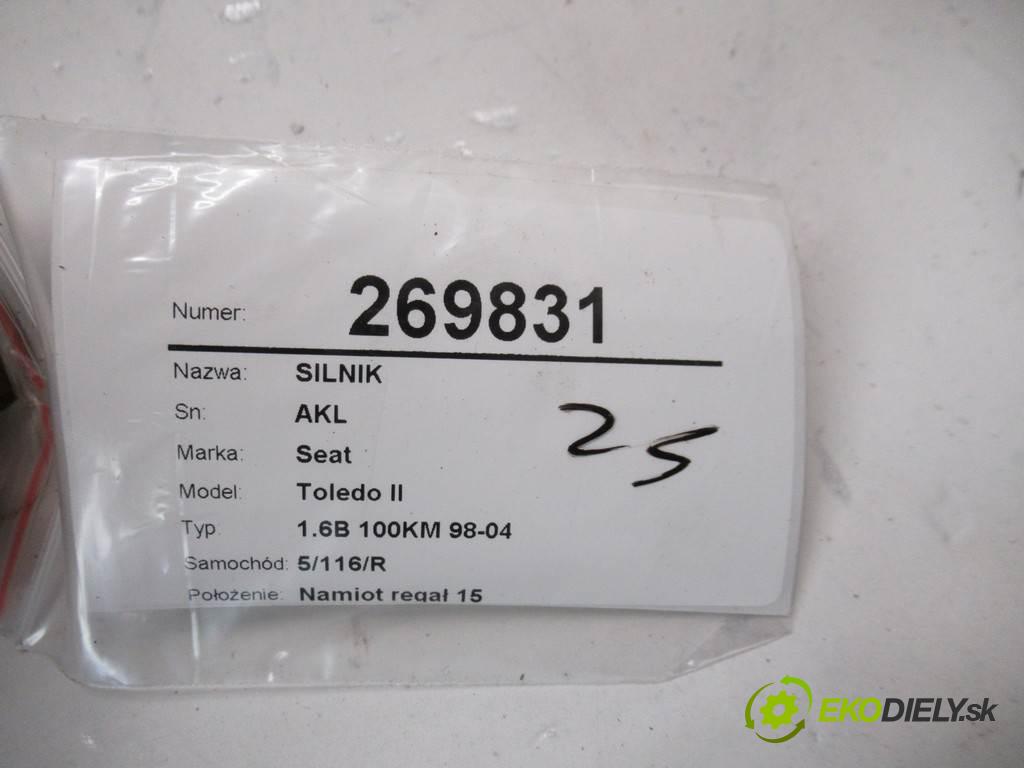 Numer: 269831
Nazwa: SILNIK
Sn: AKL
25
Marka: Seat
Model: Toledo II
Typ. 1.6B 100KM 98-04
Samochód: 5/116/R
Położenie: Namiot regał 15
EKODIELY.sk